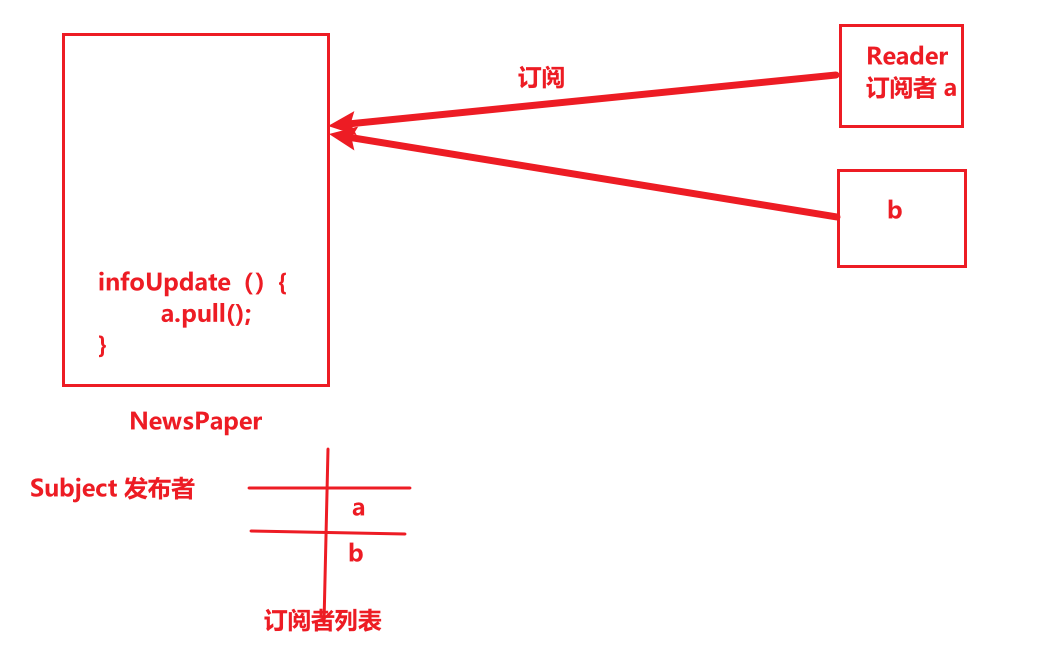 订阅
Reader
订阅者 a
b
infoUpdate（）{
a.pull();
}
NewsPaper
Subject 发布者
a
b
订阅者列表